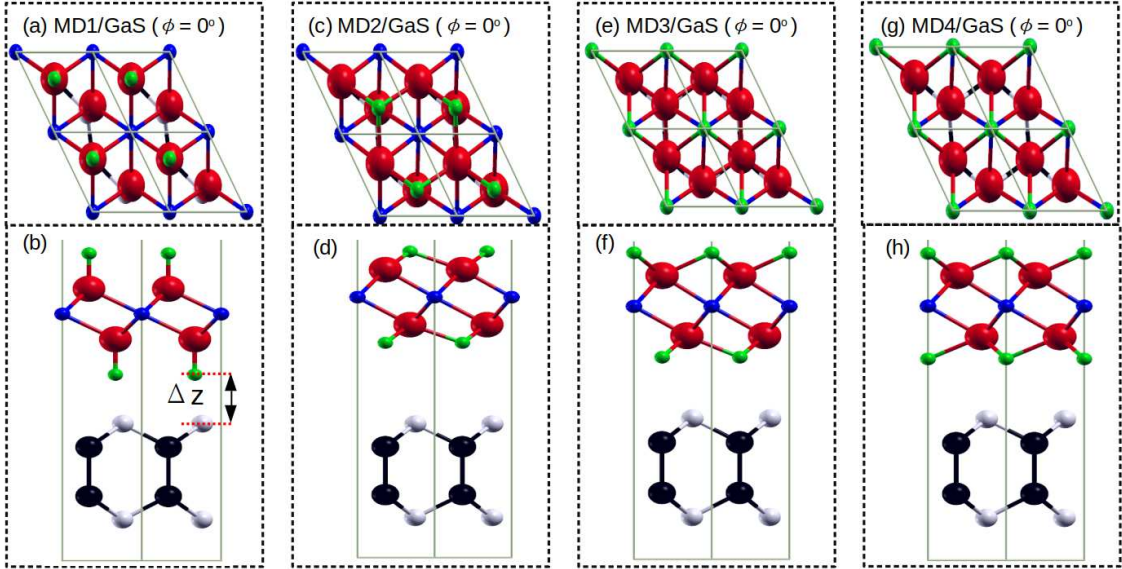 (a) MD1/GaS ( ϕ = 0°)
(c) MD2/GaS ( ϕ = 0°)
(e) MD3/GaS ( ϕ = 0°)
(g) MD4/GaS ( ϕ = 0°)
(b)
(d)
(f)
(h)
Δ z